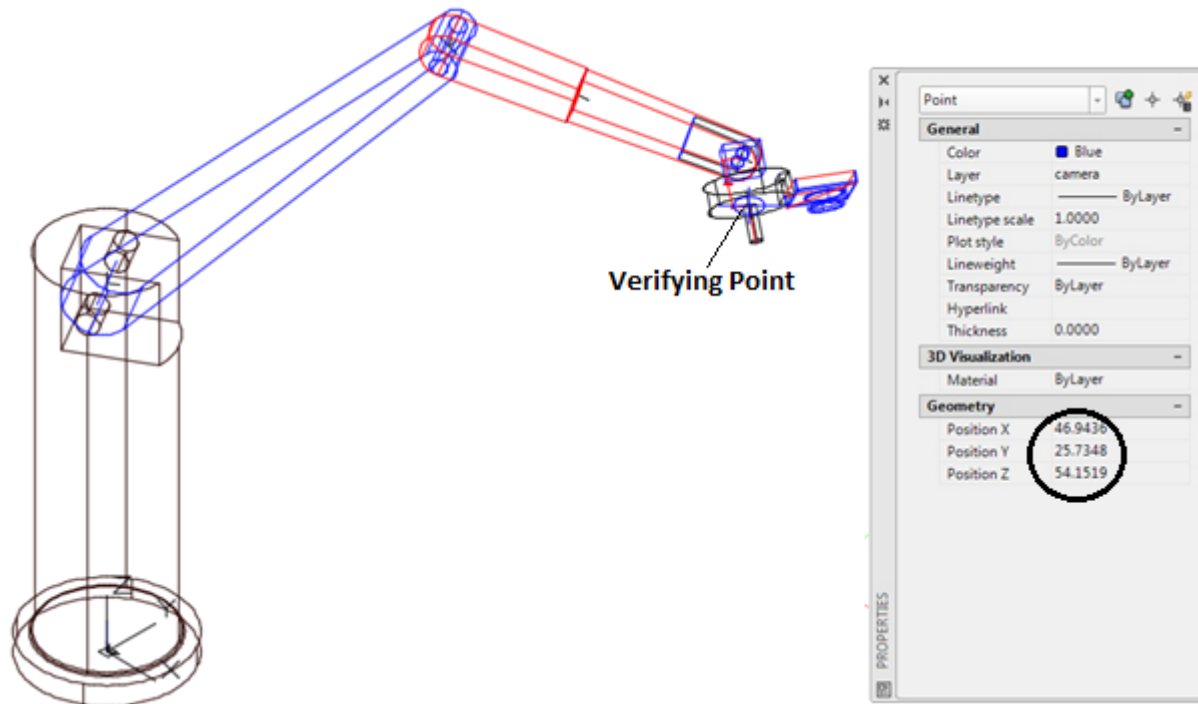 Verifying Point
Z
Y
X
Point
General
Color Blue
Layer camera
Linetype ByLayer
Linetype scale 1.0000
Plot style ByColor
Lineweight ByLayer
Transparency ByLayer
Hyperlink
Thickness 0.0000
3D Visualization
Material ByLayer
Geometry
Position X 46.9436
Position Y 25.7348
Position Z 54.1519
PROPERTIES